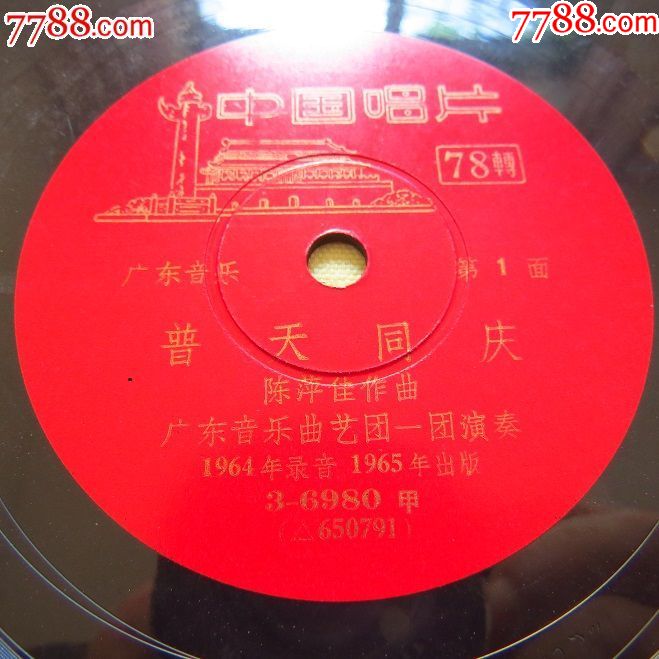 7788.com 7788.com
中国唱片
78轉
广东音乐 第1面
普天同庆
陈萍佳作曲
广东音乐曲艺团一团演奏
1964年录音 1965年出版
3-6980 甲
(△650791)